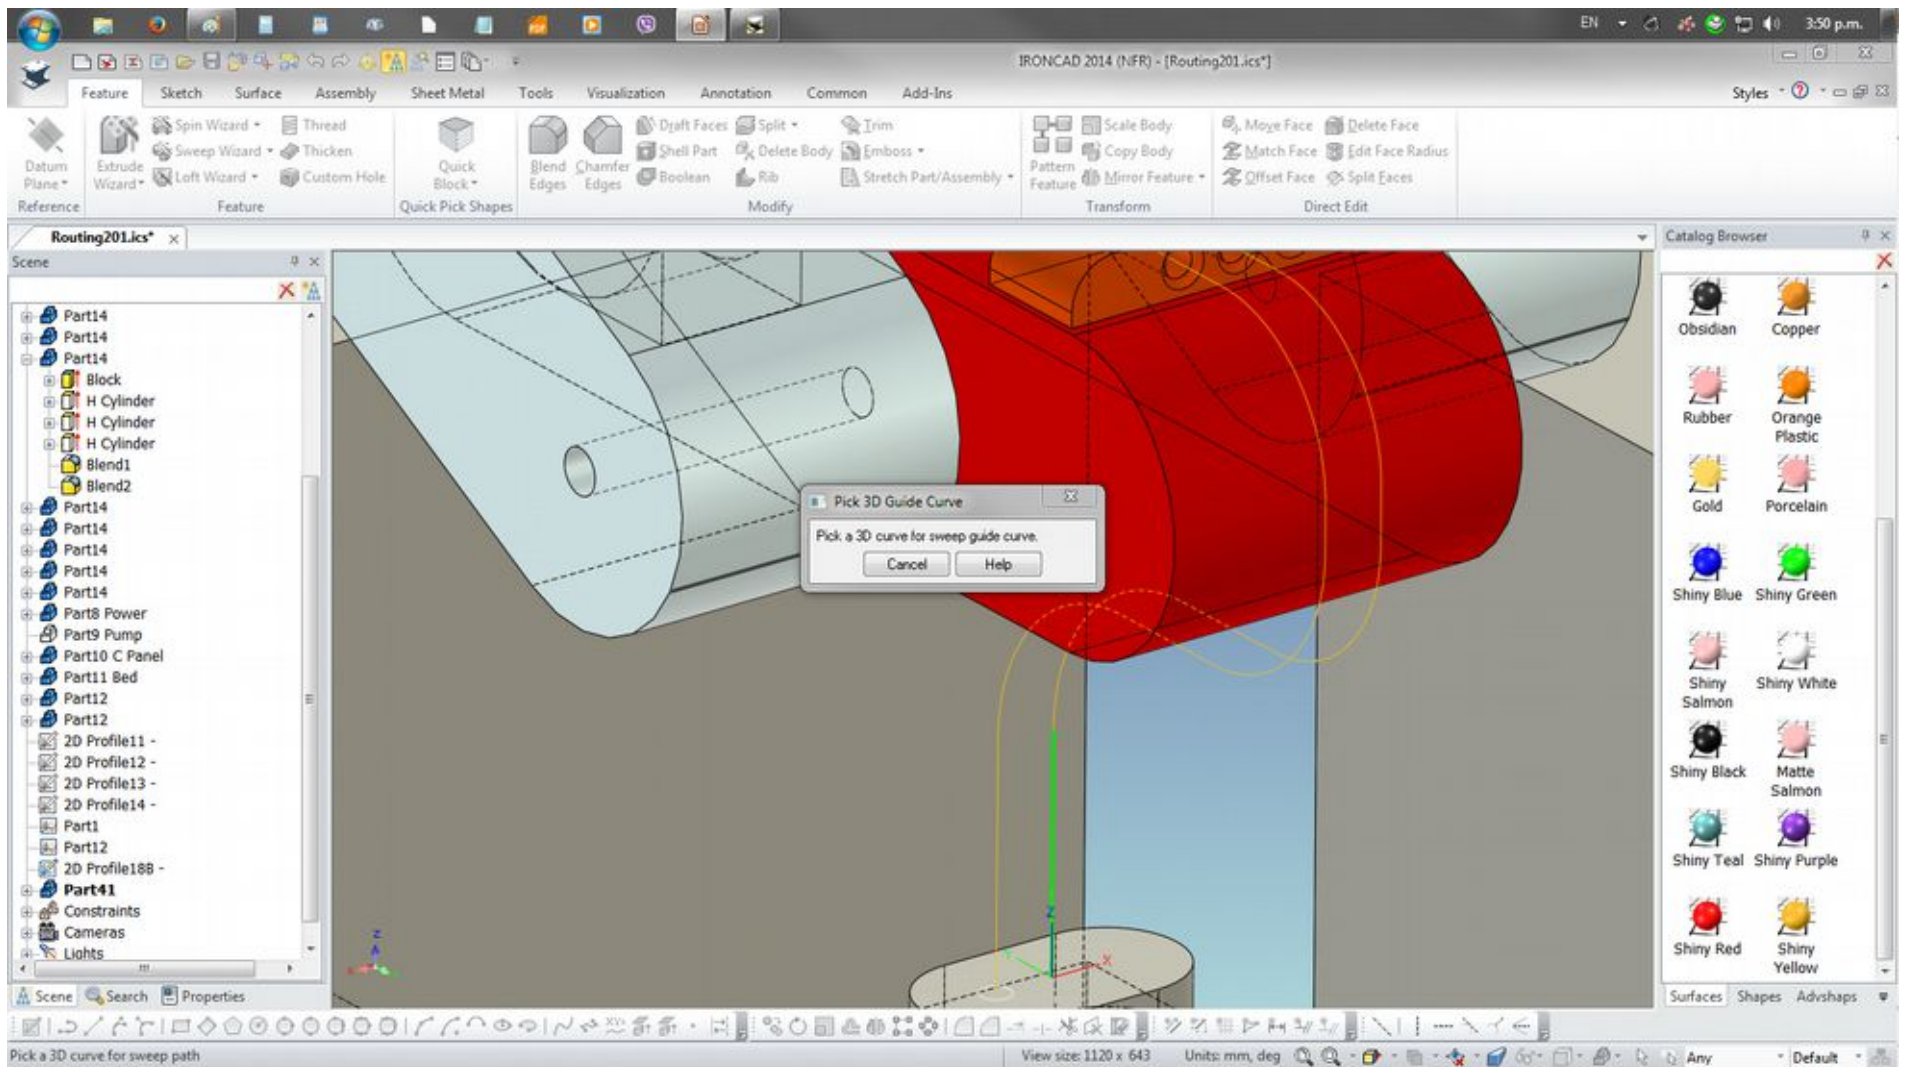 EN 3:50 p.m.
IRONCAD 2014 (NFR) - [Routing201.ics*]
Feature Sketch Surface Assembly Sheet Metal Tools Visualization Annotation Common Add-Ins Styles
Spin Wizard Thread Draft Faces Split Trim Scale Body Move Face Delete Face
Sweep Wizard Thicken Shell Part Delete Body Emboss Copy Body Match Face Edit Face Radius
Datum Plane Extrude Wizard Loft Wizard Custom Hole Quick Block Blend Edges Chamfer Edges Boolean Rib Stretch Part/Assembly Pattern Feature Mirror Feature Offset Face Split Faces
Reference Feature Quick Pick Shapes Modify Transform Direct Edit
Routing201.ics*
Catalog Browser
Scene
Part14
Part14
Part14
Block
H Cylinder
H Cylinder
H Cylinder
Blend1
Blend2
Part14
Part14
Part14
Part14
Part14
Part8 Power
Part9 Pump
Part10 C Panel
Part11 Bed
Part12
Part12
2D Profile11 -
2D Profile12 -
2D Profile13 -
2D Profile14 -
Part1
Part12
2D Profile18B -
Part41
Constraints
Cameras
Lights
Scene Search Properties
Pick 3D Guide Curve
Pick a 3D curve for sweep guide curve.
Cancel Help
Z
X
Z
Obsidian Copper
Rubber Orange
Plastic
Gold Porcelain
Shiny Blue Shiny Green
Shiny Shiny White
Salmon
Shiny Black Matte
Salmon
Shiny Teal Shiny Purple
Shiny Red Shiny
Yellow
Surfaces Shapes Advshaps
Pick a 3D curve for sweep path View size: 1120 x 643 Units: mm, deg Any Default